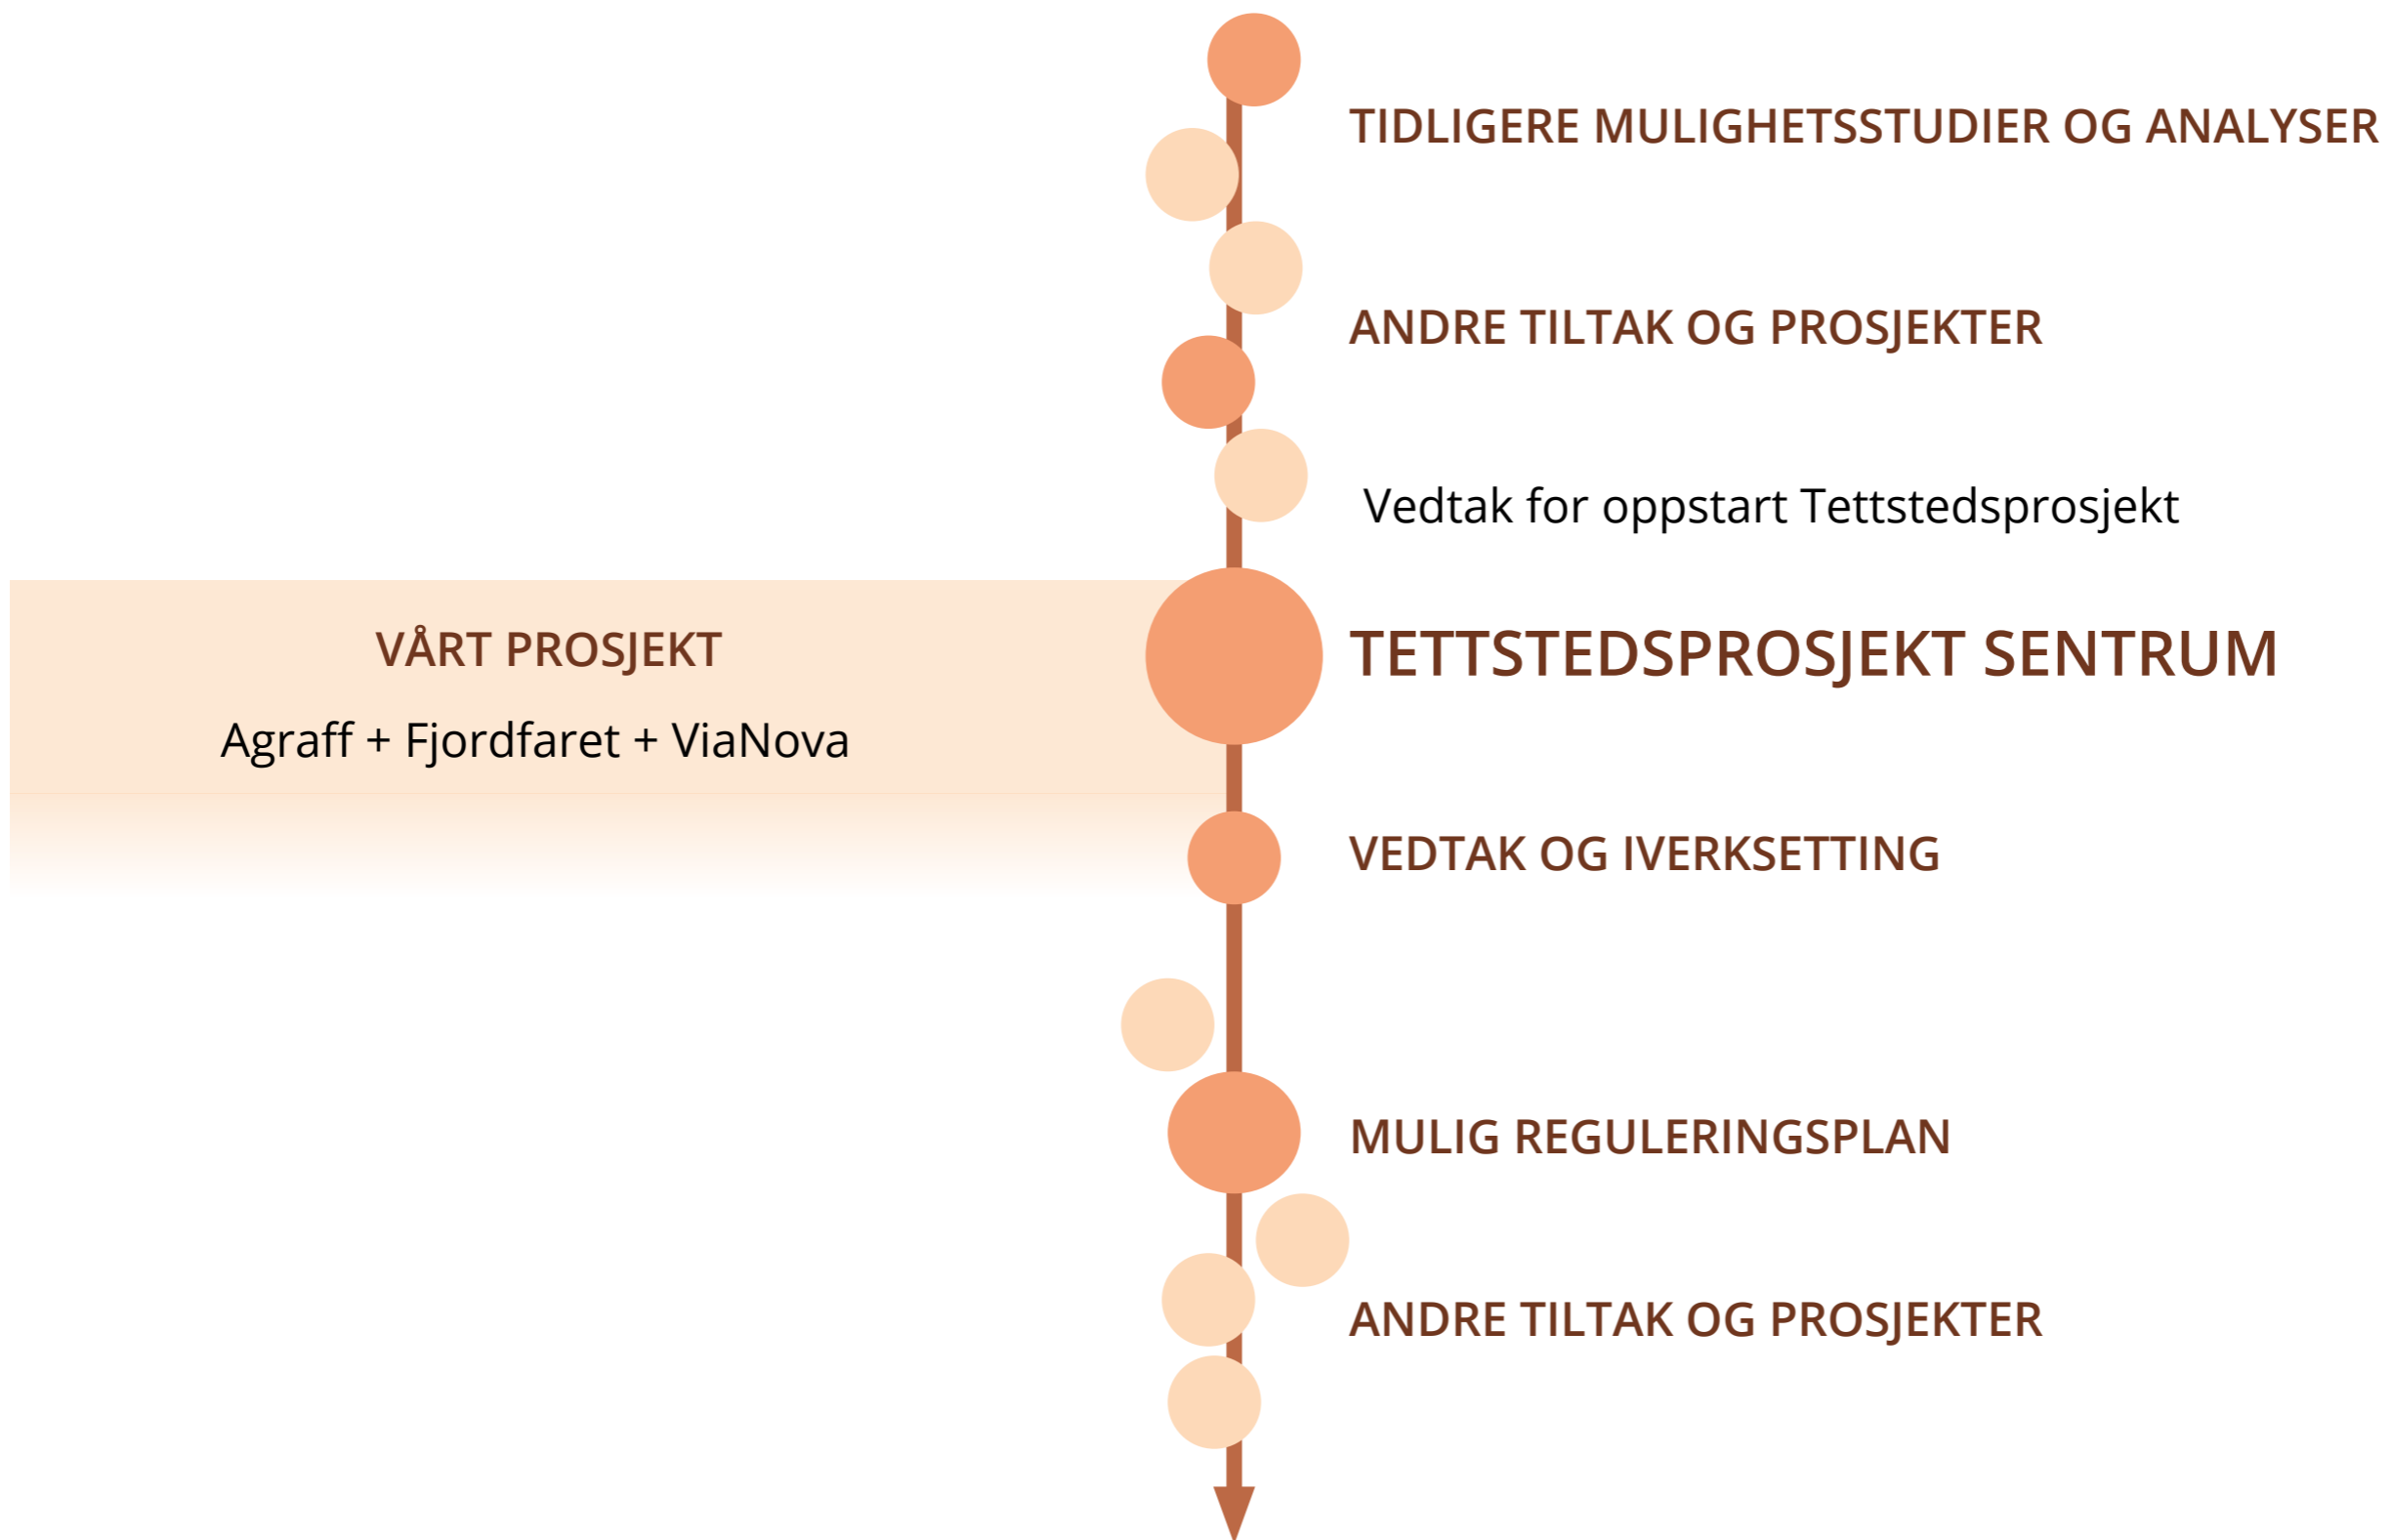 TIDLIGERE MULIGHETSSTUDIER OG ANALYSER
ANDRE TILTAK OG PROSJEKTER
Vedtak for oppstart Tettstedsprosjekt
VÅRT PROSJEKT
Agraff + Fjordfaret + ViaNova
TETTSTEDSPROSJEKT SENTRUM
VEDTAK OG IVERKSETTING
MULIG REGULERINGSPLAN
ANDRE TILTAK OG PROSJEKTER